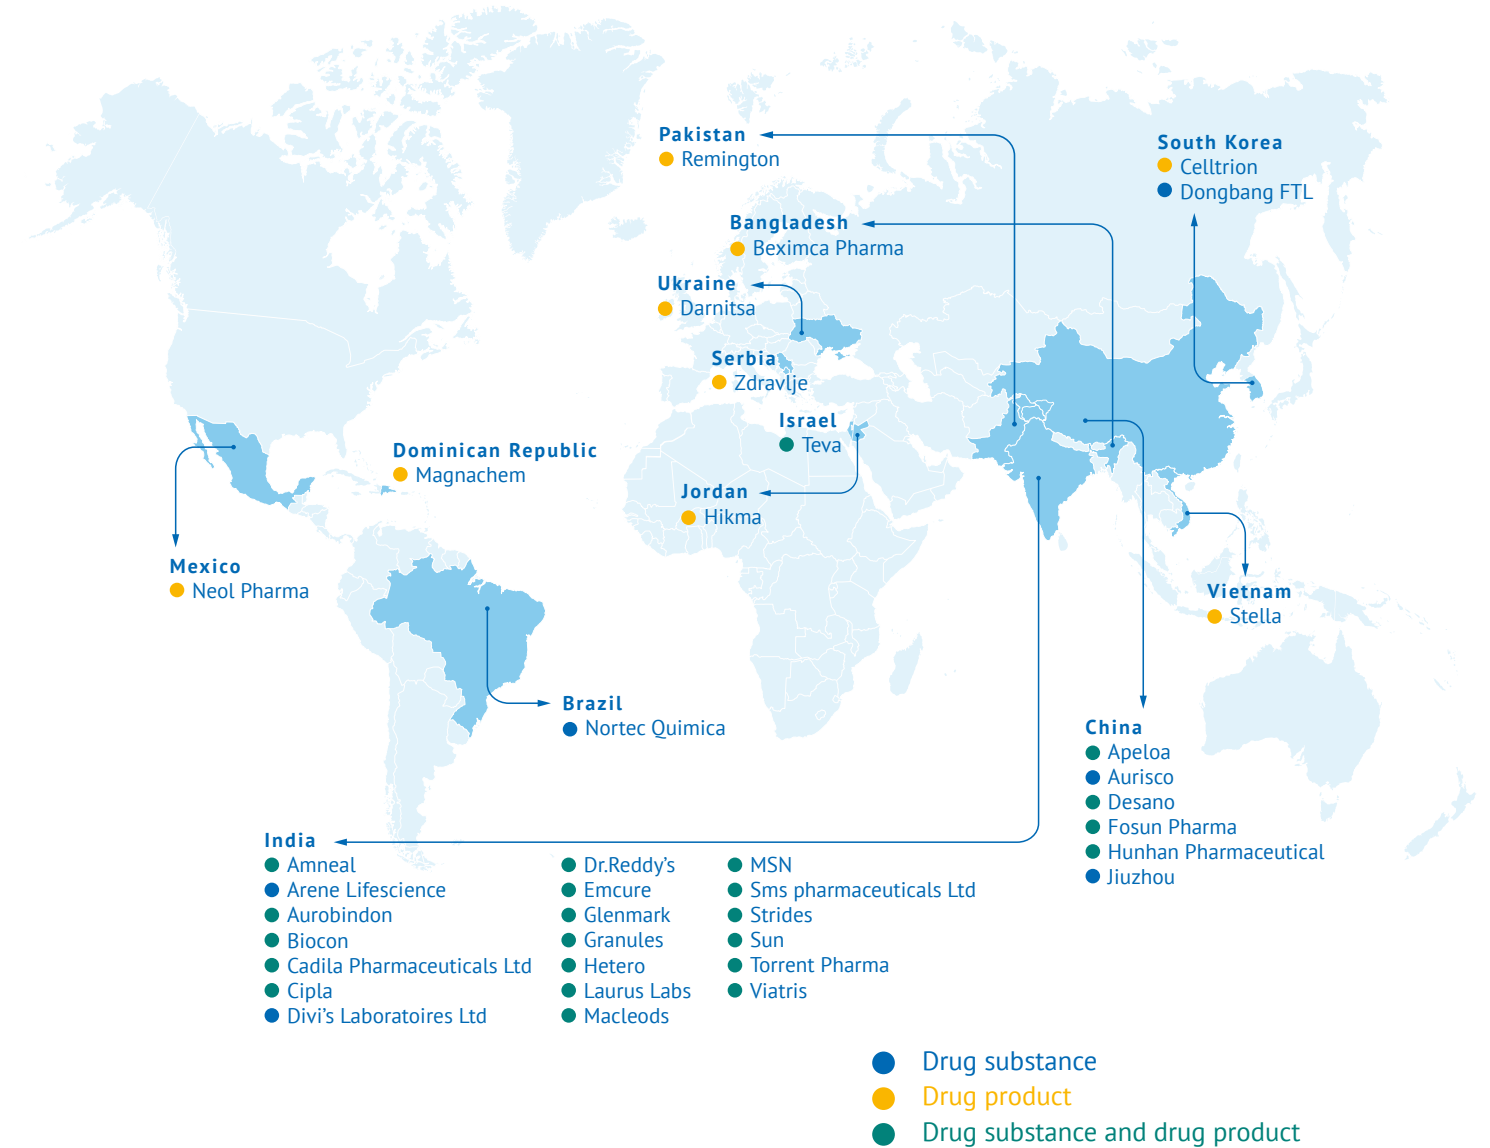 Pakistan
Remington
South Korea
Celltrion
Dongbang FTL
Bangladesh
Beximca Pharma
Ukraine
Darnitsa
Serbia
Zdravlje
Israel
Teva
Dominican Republic
Magnachem
Jordan
Hikma
Mexico
Neol Pharma
Vietnam
Stella
Brazil
Nortec Quimica
China
Apeloa
Aurisco
Desano
Fosun Pharma
Hunhan Pharmaceutical
Jiuzhou
India
Amneal
Arene Lifescience
Aurobindon
Biocon
Cadila Pharmaceuticals Ltd
Cipla
Divi's Laboratoires Ltd
Dr.Reddy's
Emcure
Glenmark
Granules
Hetero
Laurus Labs
Macleods
MSN
Sms pharmaceuticals Ltd
Strides
Sun
Torrent Pharma
Viatris
Drug substance
Drug product
Drug substance and drug product